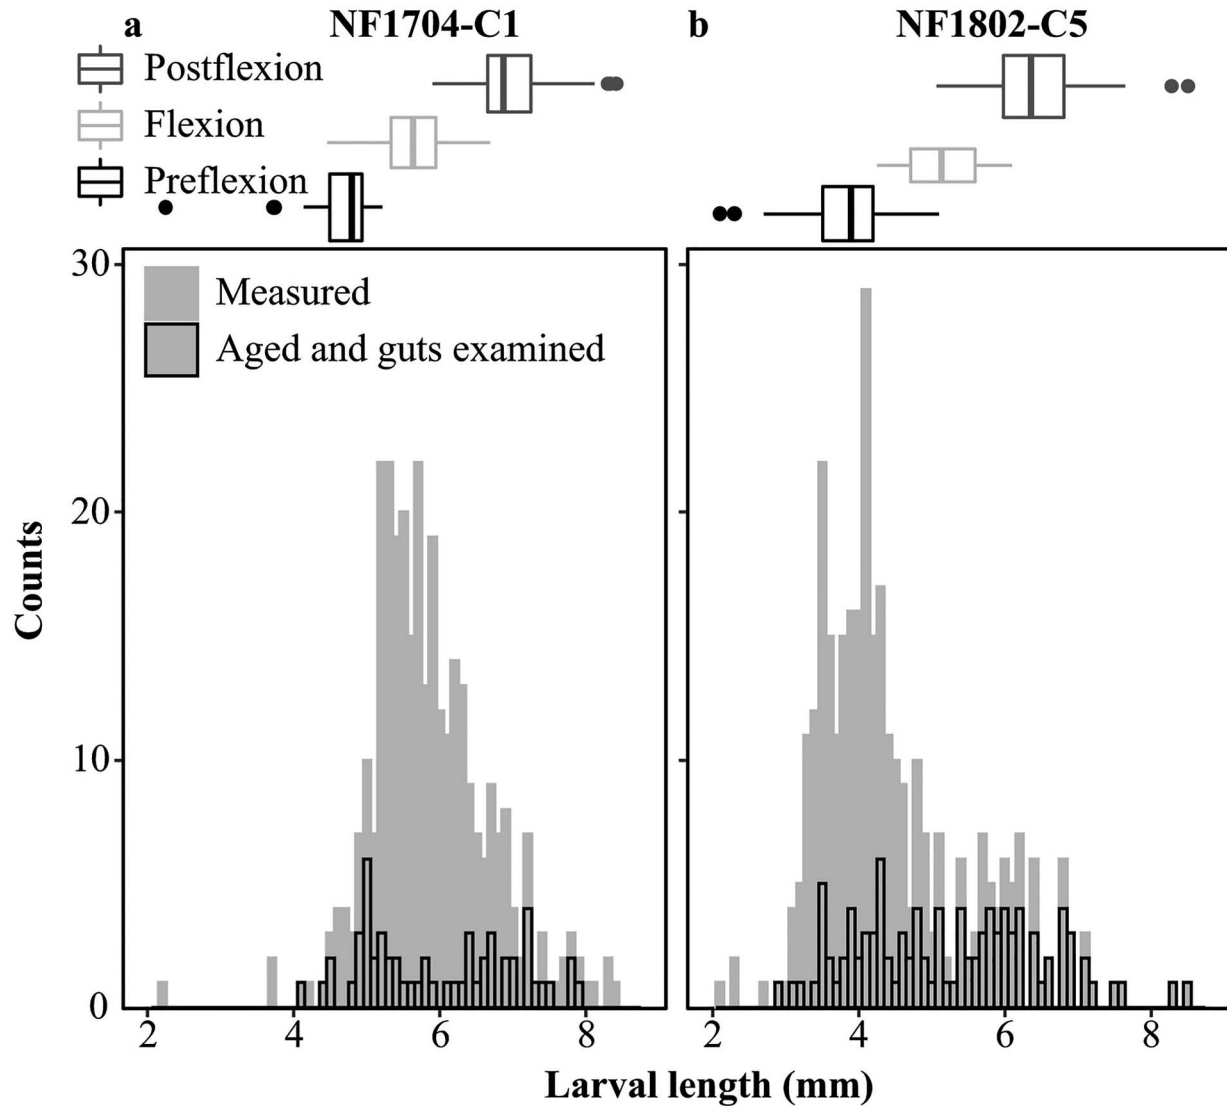 a NF1704-C1 b NF1802-C5
Postflexion
Flexion
Preflexion
30
Measured
Aged and guts examined
20
10
0
Counts
2 4 6 8 2 4 6 8
Larval length (mm)